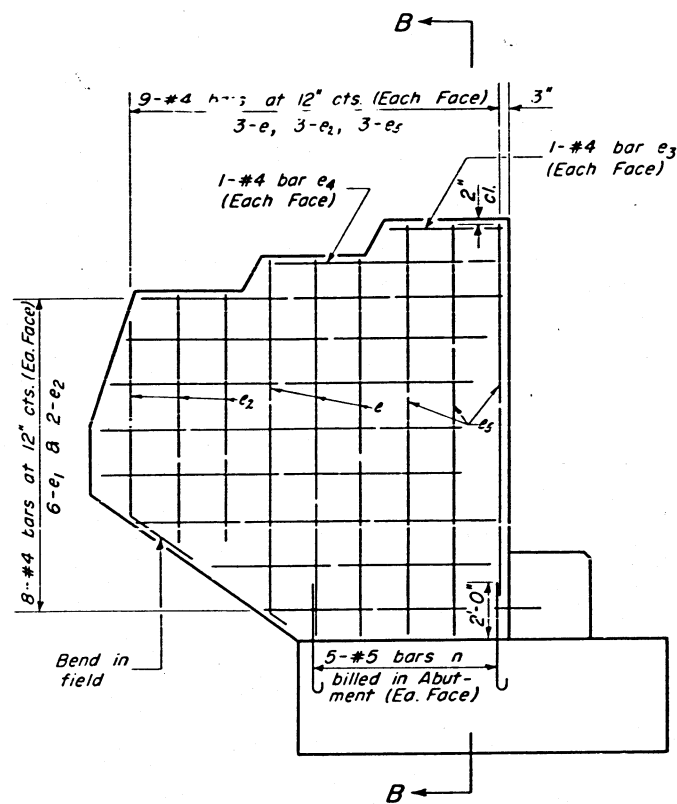 B
9-#4 at 12" cts. (Each Face)
3"
3-e, 3-e2, 3-e5
1-#4 bar e3
(Each Face)
1-#4 bar e4
(Each Face)
2"
cl.
8-#4 bars at 12" cts. (Ea. Face)
6-e1 & 2-e2
e2
e
e5
2'-0"
Bend in
field
5-#5 bars n
billed in Abut-
ment (Ea. Face)
B